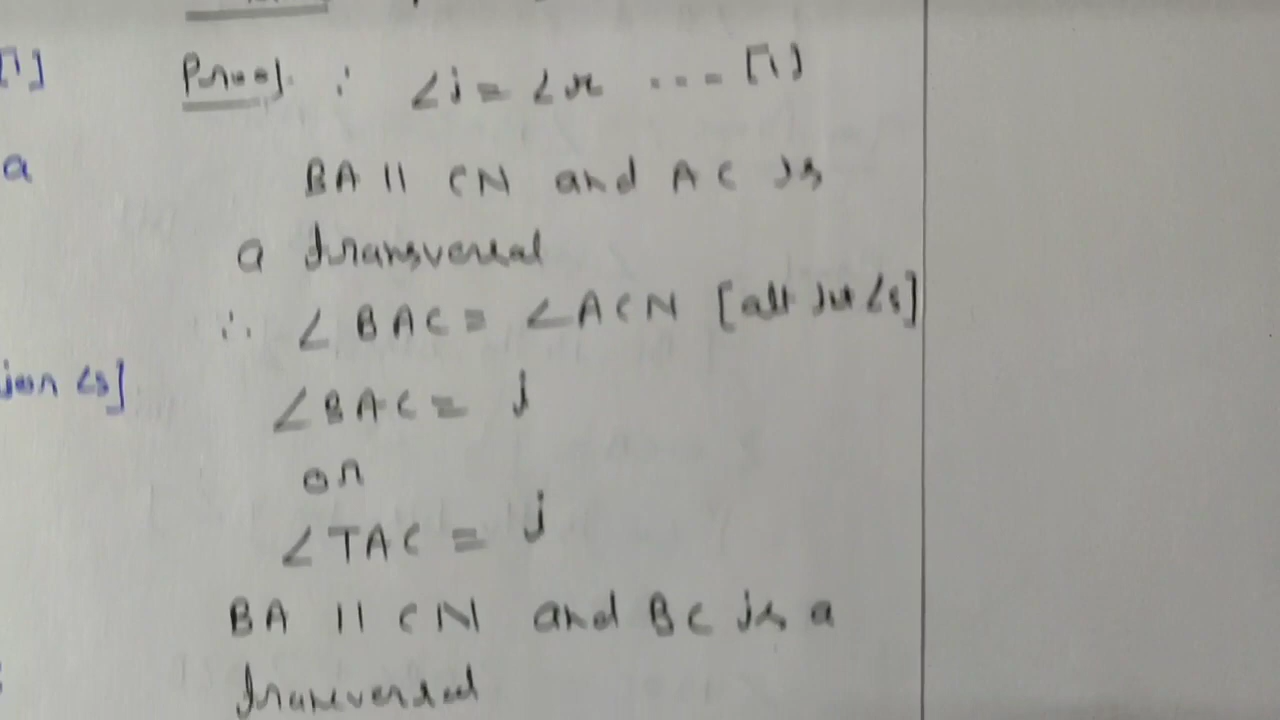 [1]
Proof :
∠j = ∠x ---- [1]
a
BA || CN and AC is
a transversal
∴ ∠BAC = ∠ACN [alt int ∠s]
∠s]
∠BAC = j
or
∠TAC = j
BA || CN and BC is a
transversal